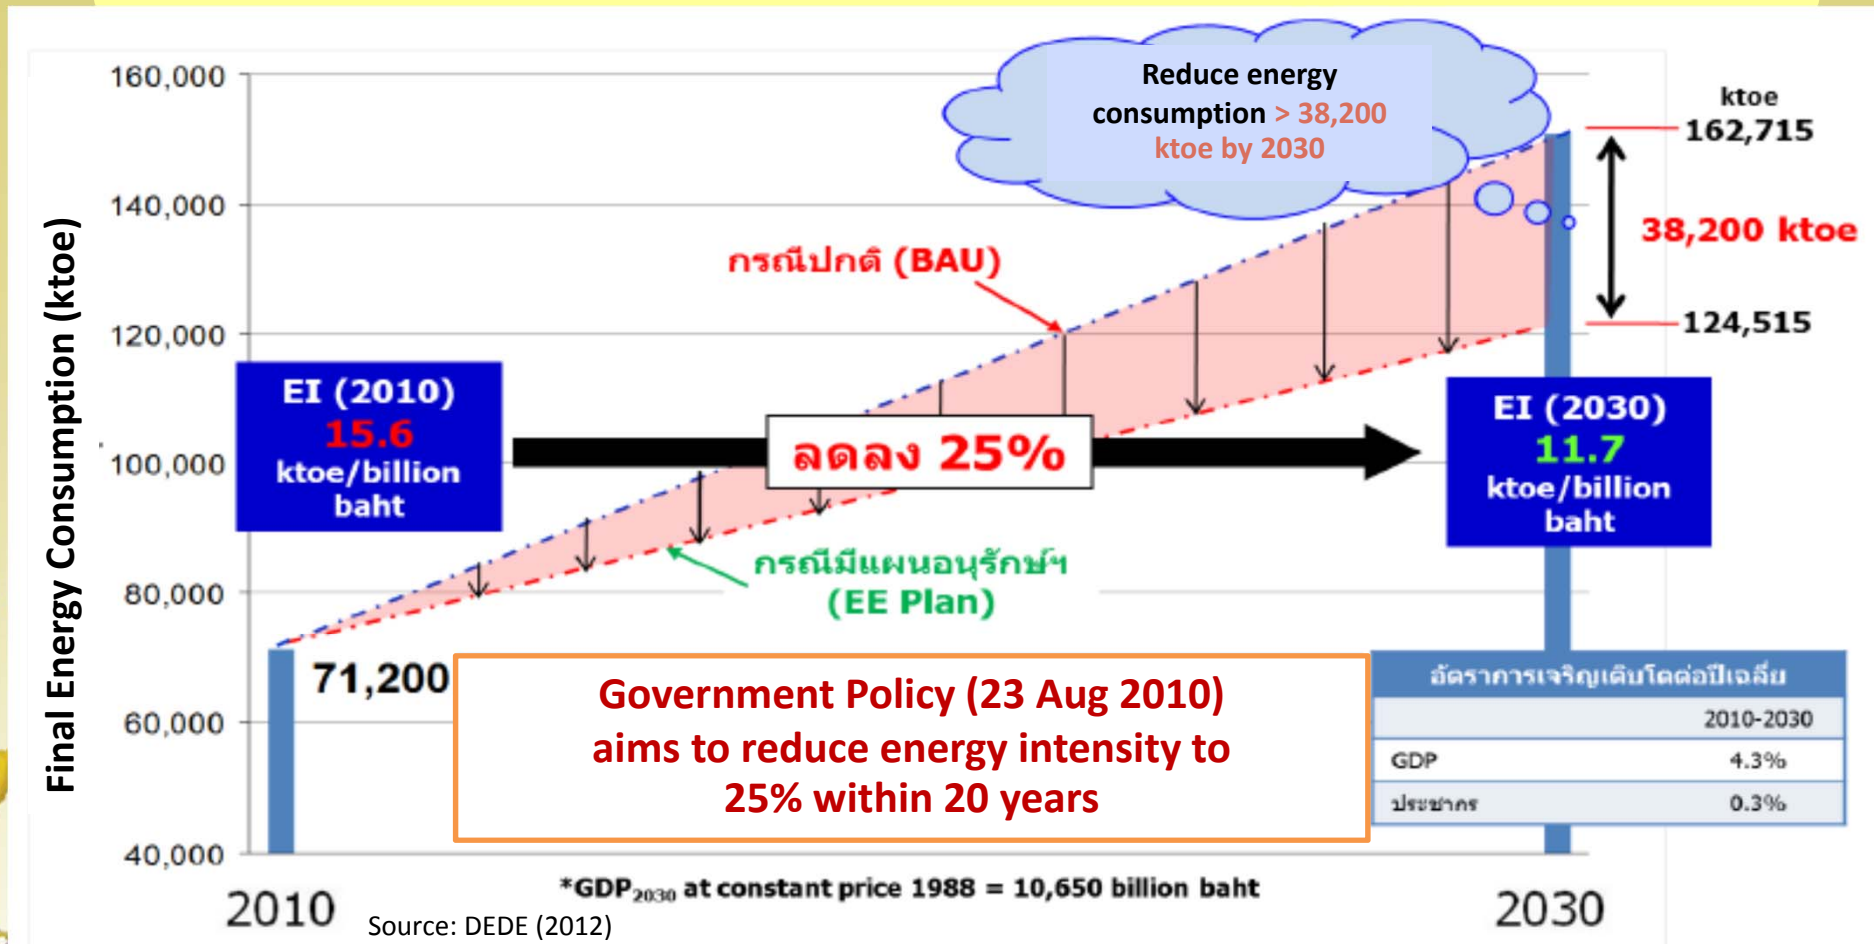 Reduce energy
consumption > 38,200
ktoe by 2030
ktoe
162,715
38,200 ktoe
124,515
Final Energy Consumption (ktoe)
160,000
140,000
120,000
100,000
80,000
60,000
40,000
กรณีปกติ (BAU)
EI (2010)
15.6
ktoe/billion
baht
ลดลง 25%
EI (2030)
11.7
ktoe/billion
baht
กรณีมีแผนอนุรักษ์ฯ
(EE Plan)
71,200
Government Policy (23 Aug 2010)
aims to reduce energy intensity to
25% within 20 years
อัตราการเจริญเติบโตต่อปีเฉลี่ย
2010-2030
GDP 4.3%
ประชากร 0.3%
*GDP2030 at constant price 1988 = 10,650 billion baht
2010
2030
Source: DEDE (2012)